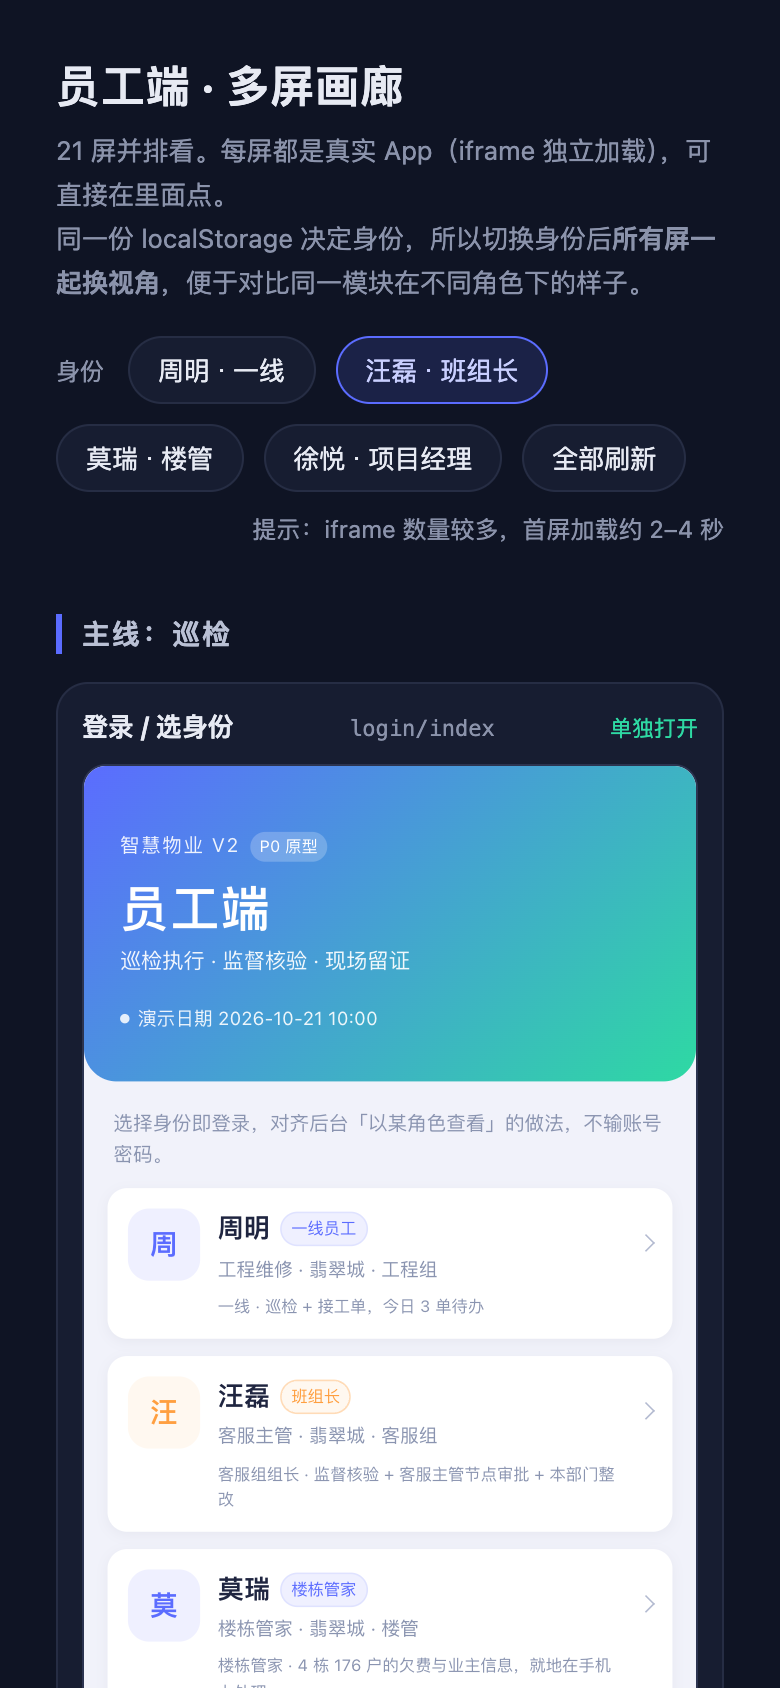 员工端 · 多屏画廊
21 屏并排看。每屏都是真实 App（iframe 独立加载），可
直接在里面点。
同一份 localStorage 决定身份，所以切换身份后所有屏一
起换视角，便于对比同一模块在不同角色下的样子。
身份
周明 · 一线
汪磊 · 班组长
莫瑞 · 楼管
徐悦 · 项目经理
全部刷新
提示：iframe 数量较多，首屏加载约 2–4 秒
主线：巡检
登录 / 选身份
login/index
单独打开
智慧物业 V2
P0 原型
员工端
巡检执行 · 监督核验 · 现场留证
演示日期 2026-10-21 10:00
选择身份即登录，对齐后台「以某角色查看」的做法，不输账号
密码。
周
周明
一线员工
工程维修 · 翡翠城 · 工程组
一线 · 巡检 + 接工单，今日 3 单待办
汪
汪磊
班组长
客服主管 · 翡翠城 · 客服组
客服组组长 · 监督核验 + 客服主管节点审批 + 本部门整
改
莫
莫瑞
楼栋管家
楼栋管家 · 翡翠城 · 楼管
楼栋管家 · 4 栋 176 户的欠费与业主信息，就地在手机